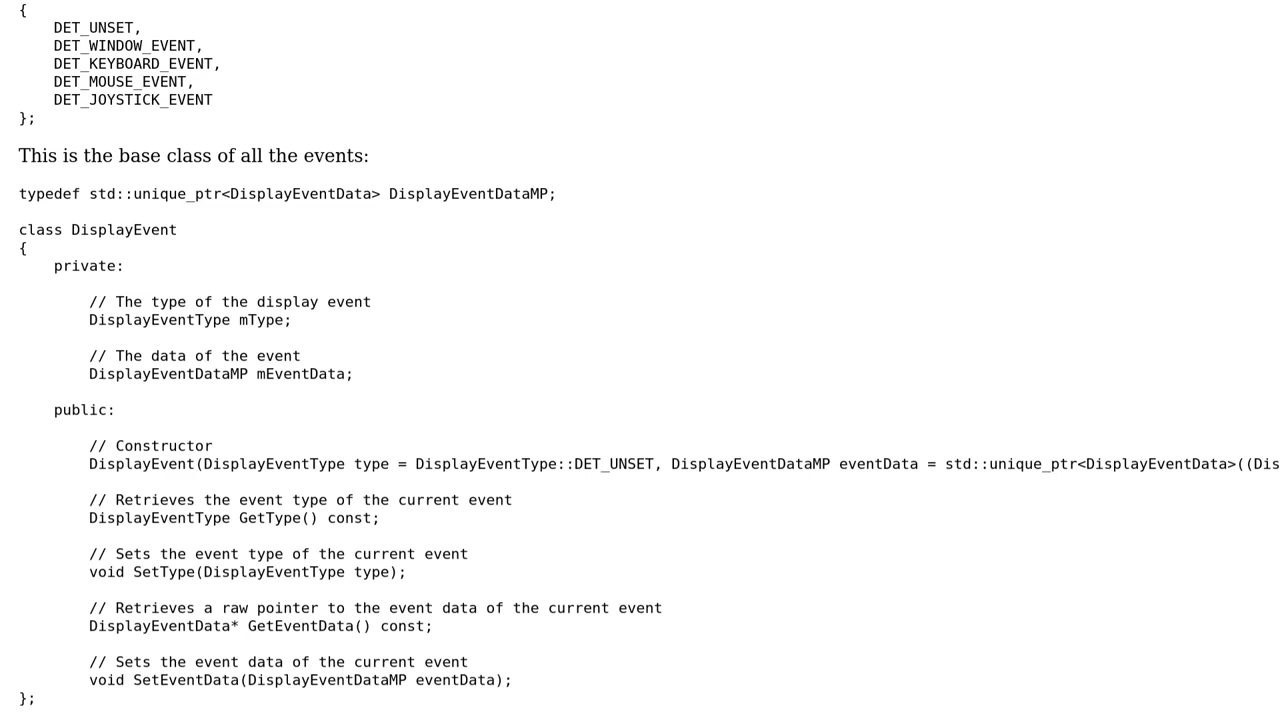 {
    DET_UNSET,
    DET_WINDOW_EVENT,
    DET_KEYBOARD_EVENT,
    DET_MOUSE_EVENT,
    DET_JOYSTICK_EVENT
};
This is the base class of all the events:
typedef std::unique_ptr<DisplayEventData> DisplayEventDataMP;
class DisplayEvent
{
    private:
        // The type of the display event
        DisplayEventType mType;
        // The data of the event
        DisplayEventDataMP mEventData;
    public:
        // Constructor
        DisplayEvent(DisplayEventType type = DisplayEventType::DET_UNSET, DisplayEventDataMP eventData = std::unique_ptr<DisplayEventData>((Dis
        // Retrieves the event type of the current event
        DisplayEventType GetType() const;
        // Sets the event type of the current event
        void SetType(DisplayEventType type);
        // Retrieves a raw pointer to the event data of the current event
        DisplayEventData* GetEventData() const;
        // Sets the event data of the current event
        void SetEventData(DisplayEventDataMP eventData);
};